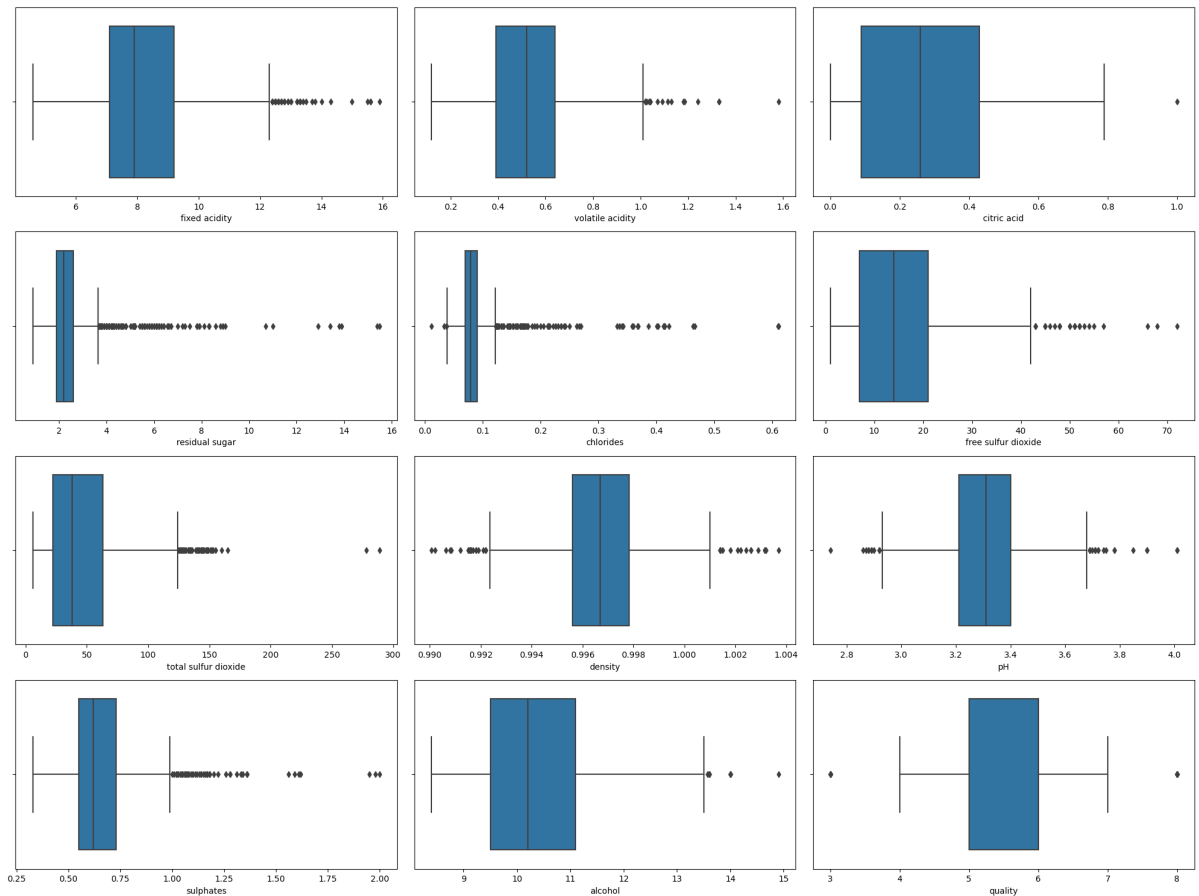 6 8 10 12 14 16
fixed acidity
0.2 0.4 0.6 0.8 1.0 1.2 1.4 1.6
volatile acidity
0.0 0.2 0.4 0.6 0.8 1.0
citric acid
2 4 6 8 10 12 14 16
residual sugar
0.0 0.1 0.2 0.3 0.4 0.5 0.6
chlorides
0 10 20 30 40 50 60 70
free sulfur dioxide
0 50 100 150 200 250 300
total sulfur dioxide
0.990 0.992 0.994 0.996 0.998 1.000 1.002 1.004
density
2.8 3.0 3.2 3.4 3.6 3.8 4.0
pH
0.25 0.50 0.75 1.00 1.25 1.50 1.75 2.00
sulphates
9 10 11 12 13 14 15
alcohol
3 4 5 6 7 8
quality